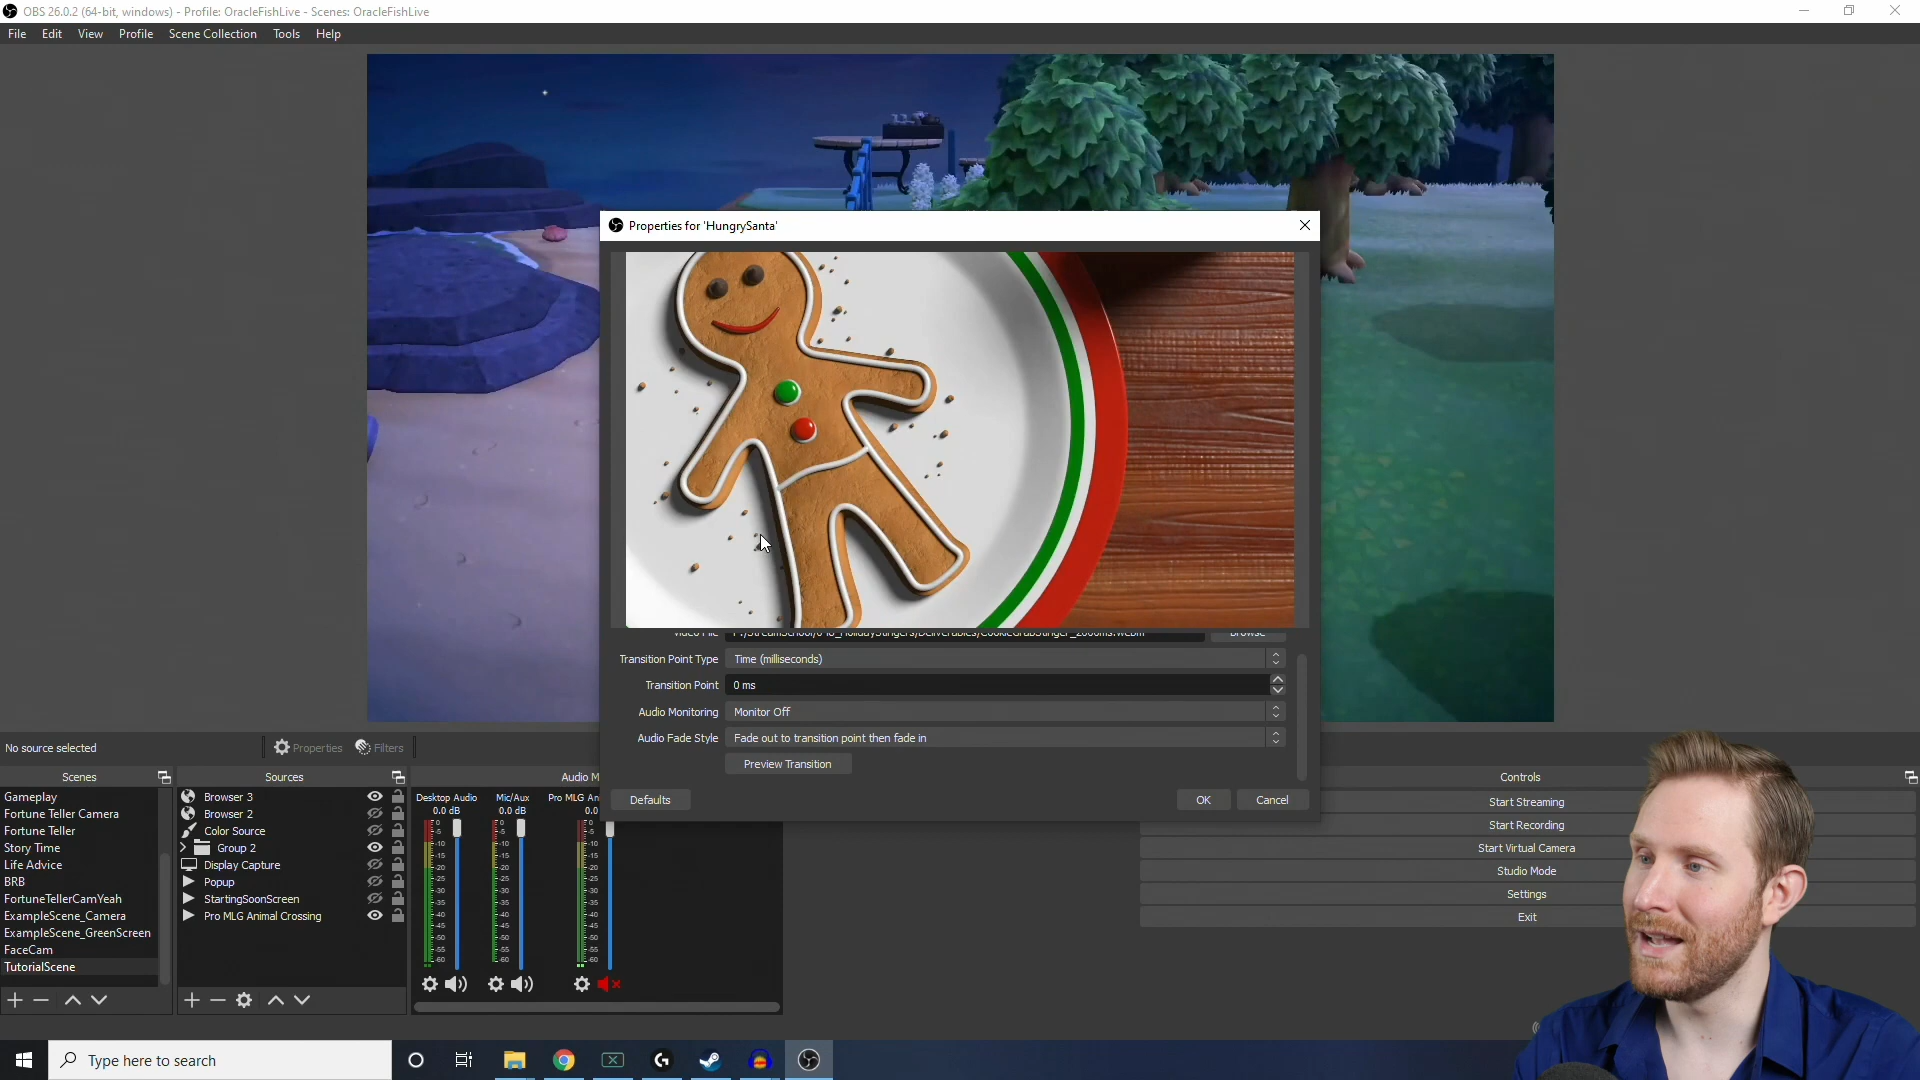 OBS 26.0.2 (64-bit, windows) - Profile: OracleFishLive - Scenes: OracleFishLive
File Edit View Profile Scene Collection Tools Help
Properties for 'HungrySanta'
Transition Point Type Time (milliseconds)
Transition Point 0 ms
Audio Monitoring Monitor Off
Audio Fade Style Fade out to transition point then fade in
Preview Transition
Defaults OK Cancel
No source selected Properties Filters
Scenes
Gameplay
Fortune Teller Camera
Fortune Teller
Story Time
Life Advice
BRB
FortuneTellerCamYeah
ExampleScene_Camera
ExampleScene_GreenScreen
FaceCam
TutorialScene
Sources
Browser 3
Browser 2
Color Source
Group 2
Display Capture
Popup
StartingSoonScreen
Pro MLG Animal Crossing
Audio M
Desktop Audio Mic/Aux Pro MLG An
0.0 dB 0.0 dB 0.0
Controls
Start Streaming
Start Recording
Start Virtual Camera
Studio Mode
Settings
Exit
Type here to search